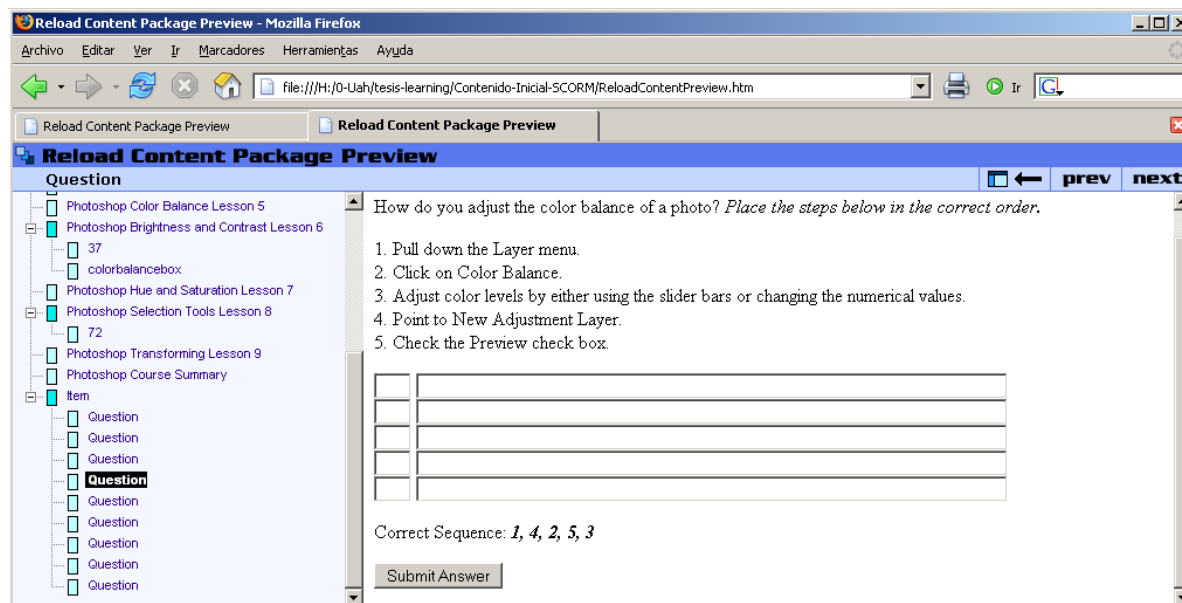 Reload Content Package Preview - Mozilla Firefox
Archivo Editar Ver Ir Marcadores Herramientas Ayuda
file:///H:/0-Uah/tesis-learning/Contenido-Inicial-SCORM/ReloadContentPreview.htm Ir G
Reload Content Package Preview Reload Content Package Preview
Reload Content Package Preview
Question prev next
Photoshop Color Balance Lesson 5
Photoshop Brightness and Contrast Lesson 6
37
colorbalancebox
Photoshop Hue and Saturation Lesson 7
Photoshop Selection Tools Lesson 8
72
Photoshop Transforming Lesson 9
Photoshop Course Summary
Item
Question
Question
Question
Question
Question
Question
Question
Question
Question
How do you adjust the color balance of a photo? Place the steps below in the correct order.
1. Pull down the Layer menu.
2. Click on Color Balance.
3. Adjust color levels by either using the slider bars or changing the numerical values.
4. Point to New Adjustment Layer.
5. Check the Preview check box.
Correct Sequence: 1, 4, 2, 5, 3
Submit Answer